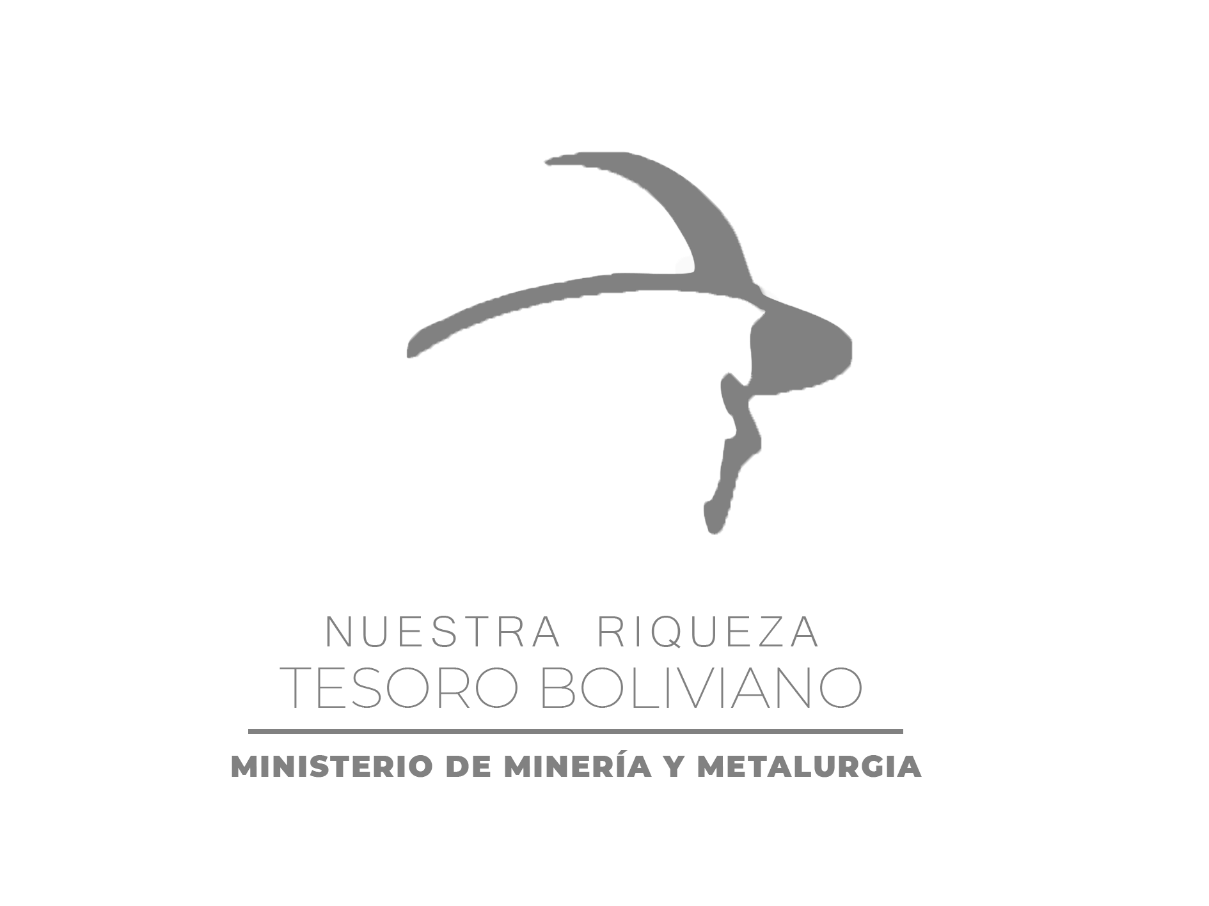 NUESTRA RIQUEZA
TESORO BOLIVIANO
MINISTERIO DE MINERÍA Y METALURGIA